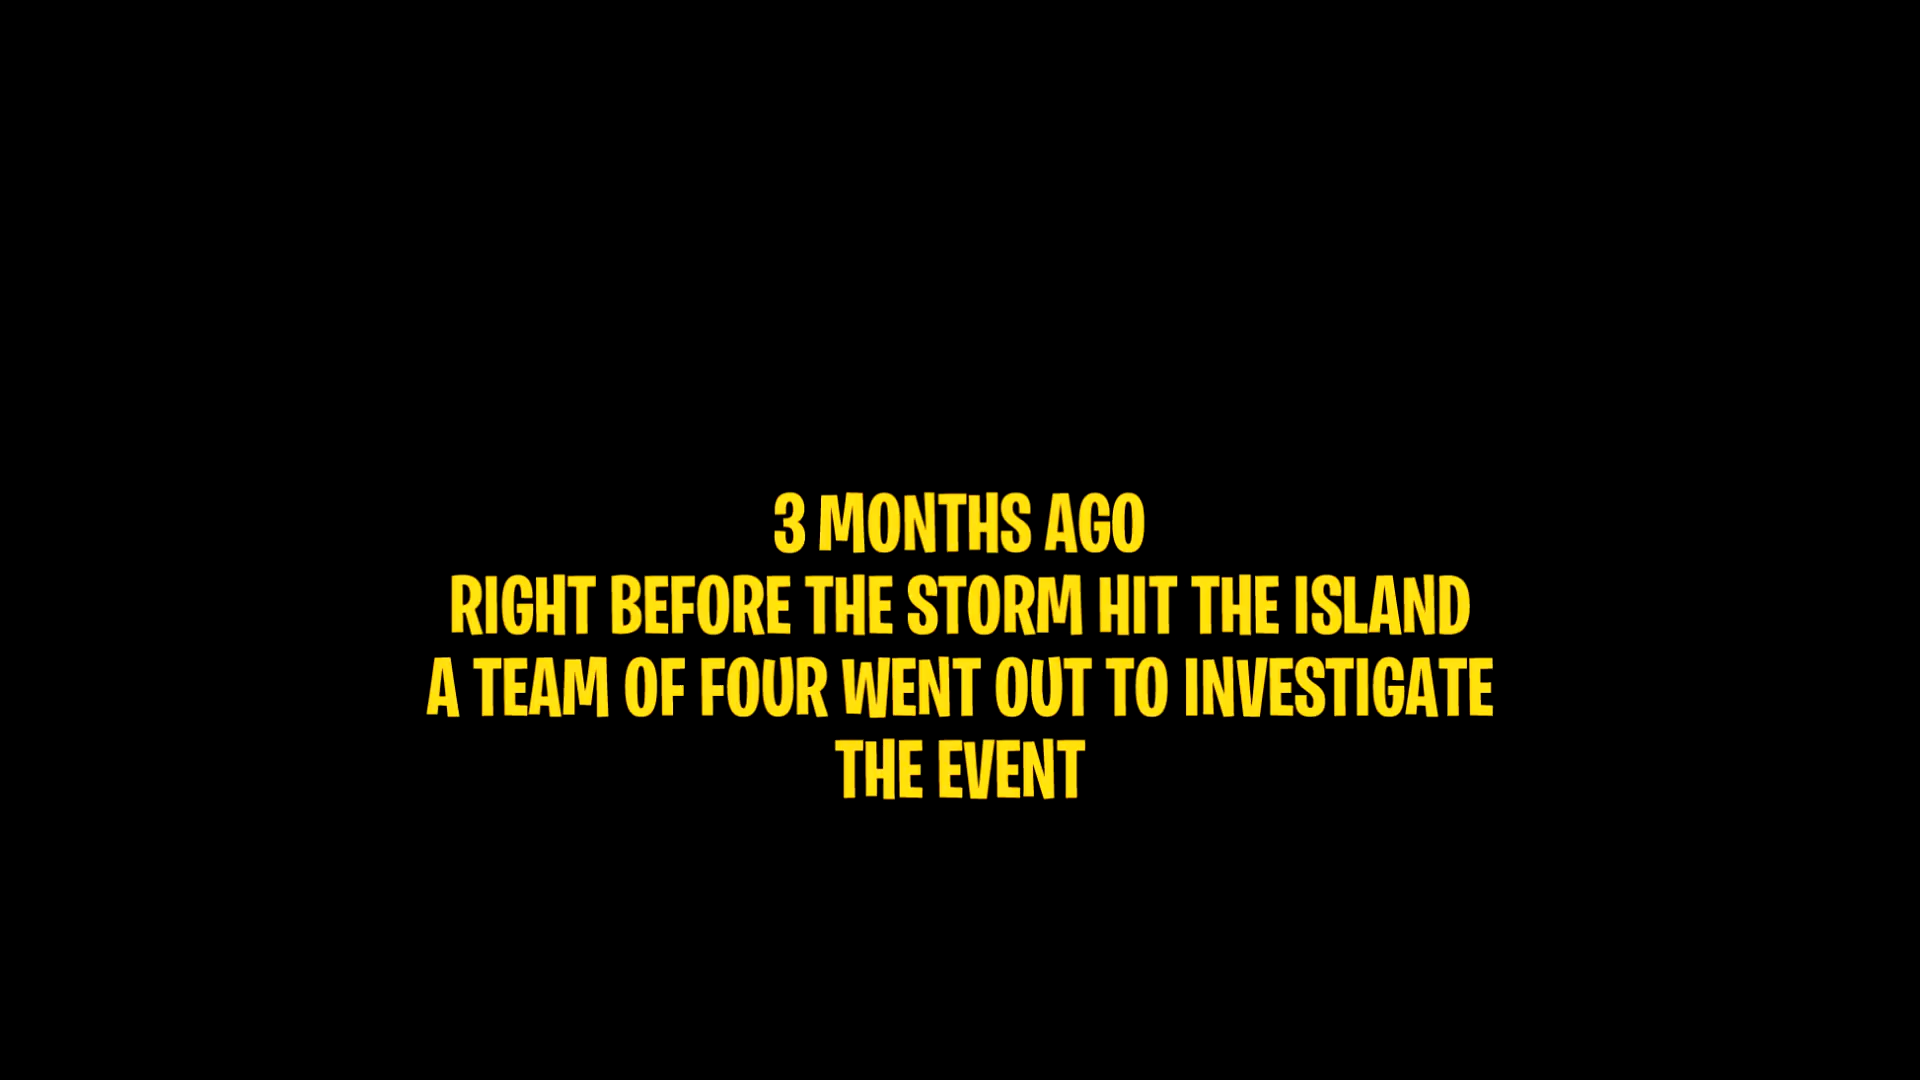 3 MONTHS AGO
RIGHT BEFORE THE STORM HIT THE ISLAND
A TEAM OF FOUR WENT OUT TO INVESTIGATE
THE EVENT